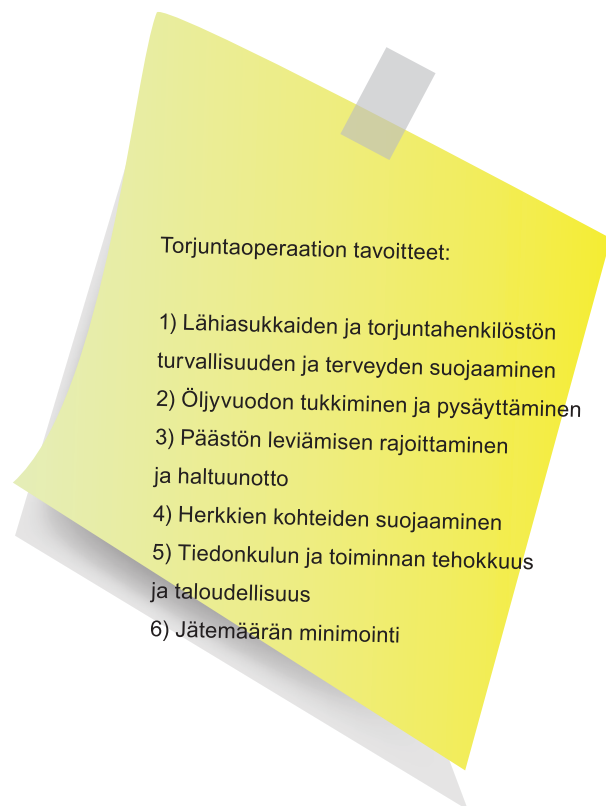 Torjuntaoperaation tavoitteet:
1) Lähiasukkaiden ja torjuntahenkilöstön
turvallisuuden ja terveyden suojaaminen
2) Öljyvuodon tukkiminen ja pysäyttäminen
3) Päästön leviämisen rajoittaminen
ja haltuunotto
4) Herkkien kohteiden suojaaminen
5) Tiedonkulun ja toiminnan tehokkuus
ja taloudellisuus
6) Jätemäärän minimointi